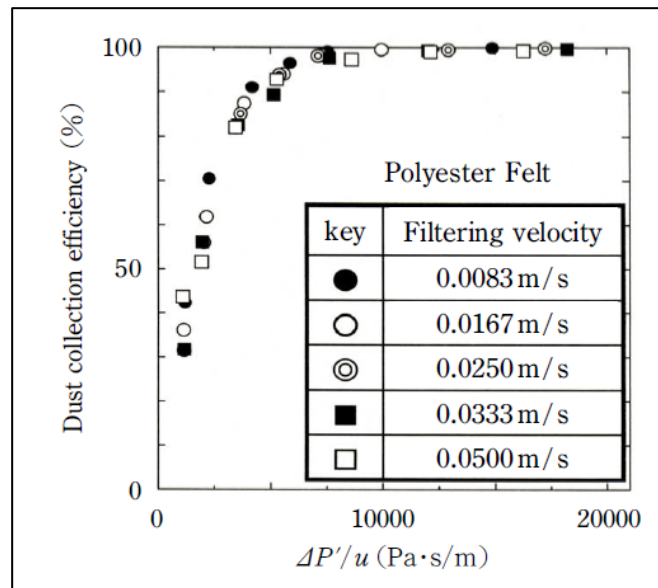 100
50
0
Dust collection efficiency (%)
Polyester Felt
key Filtering velocity
0.0083 m/s
0.0167 m/s
0.0250 m/s
0.0333 m/s
0.0500 m/s
0 10000 20000
ΔP′/u (Pa·s/m)